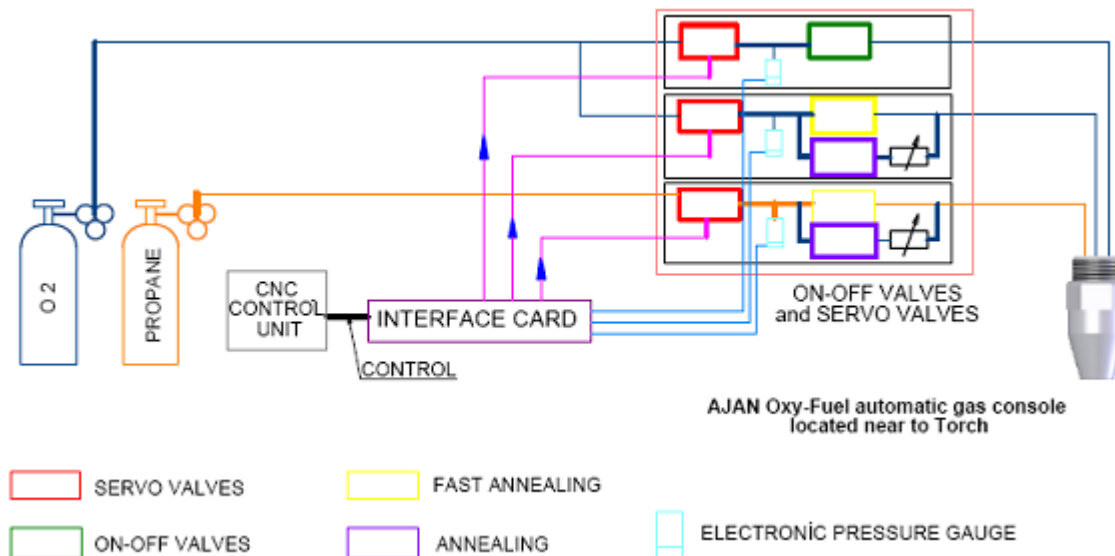 O 2
PROPANE
CNC
CONTROL
UNIT
INTERFACE CARD
CONTROL
ON-OFF VALVES
and SERVO VALVES
AJAN Oxy-Fuel automatic gas console
located near to Torch
SERVO VALVES
FAST ANNEALING
ON-OFF VALVES
ANNEALING
ELECTRONİC PRESSURE GAUGE